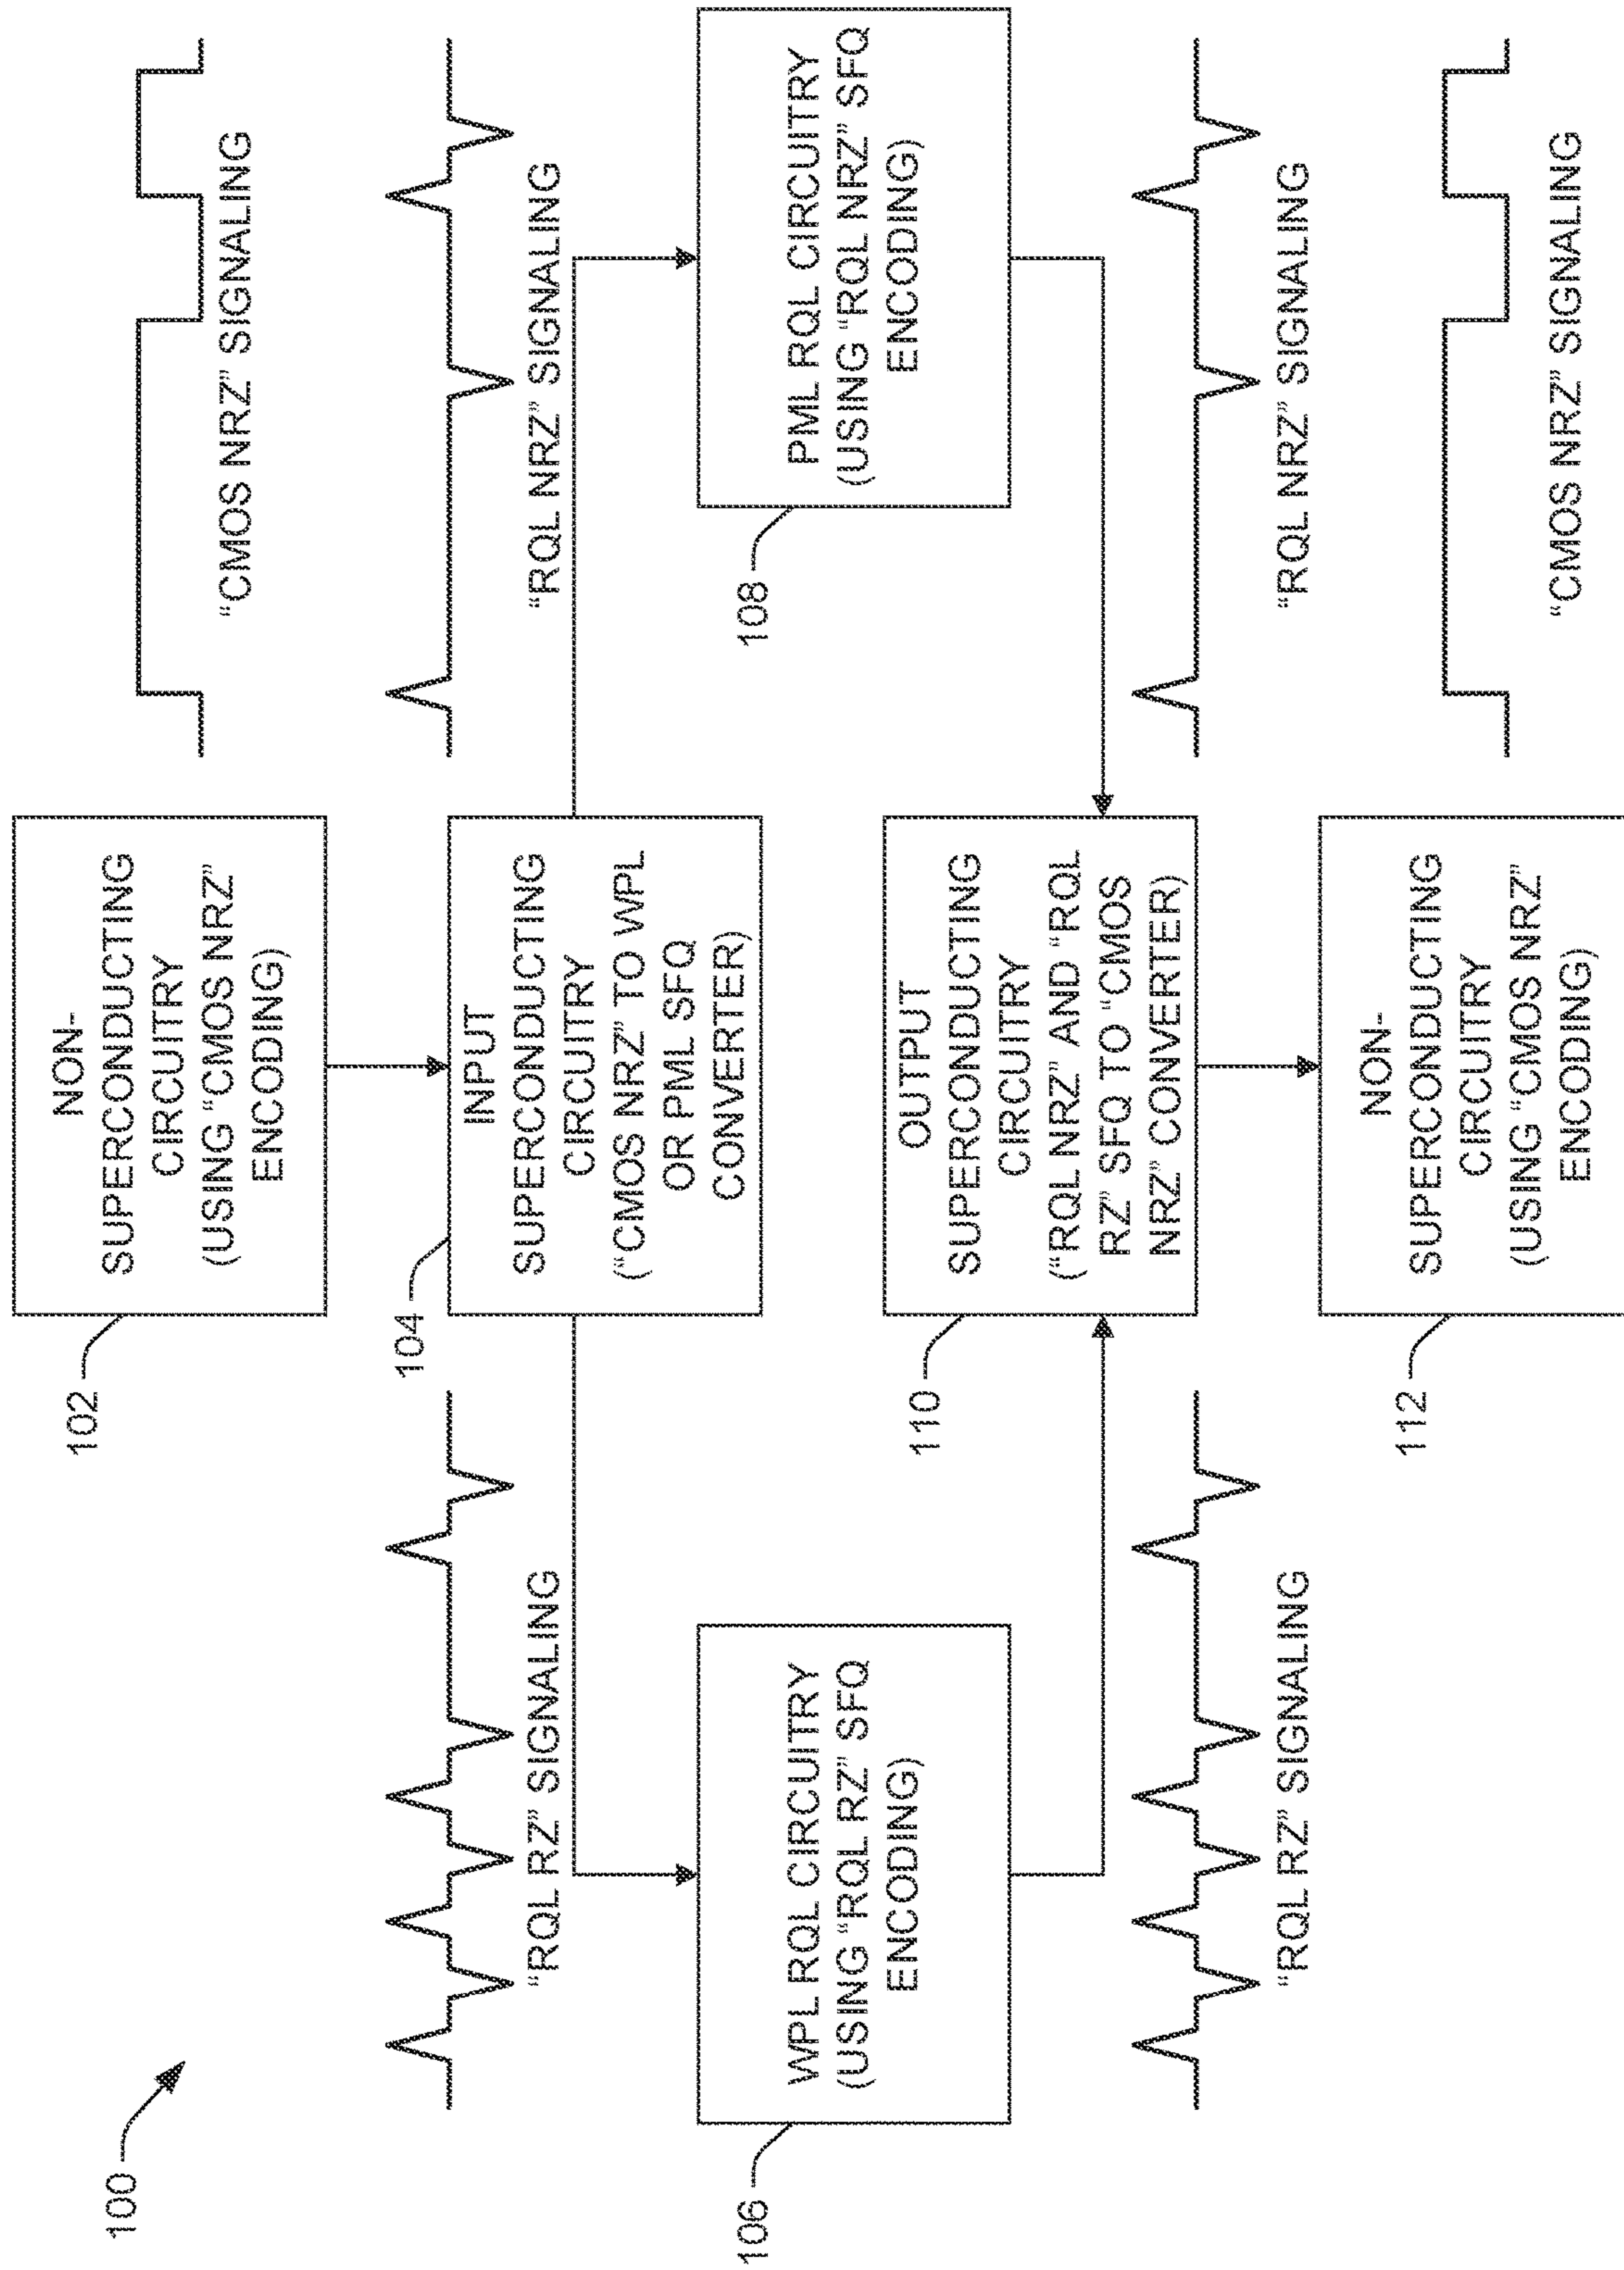 100
102
NON-
SUPERCONDUCTING
CIRCUITRY
(USING “CMOS NRZ”
ENCODING)
“CMOS NRZ” SIGNALING
“RQL RZ” SIGNALING
104
INPUT
SUPERCONDUCTING
CIRCUITRY
(“CMOS NRZ” TO WPL
OR PML SFQ
CONVERTER)
“RQL NRZ” SIGNALING
106
WPL RQL CIRCUITRY
(USING “RQL RZ” SFQ
ENCODING)
108
PML RQL CIRCUITRY
(USING “RQL NRZ” SFQ
ENCODING)
110
OUTPUT
SUPERCONDUCTING
CIRCUITRY
(“RQL NRZ” AND “RQL
RZ” SFQ TO “CMOS
NRZ” CONVERTER)
“RQL RZ” SIGNALING
“RQL NRZ” SIGNALING
112
NON-
SUPERCONDUCTING
CIRCUITRY
(USING “CMOS NRZ”
ENCODING)
“CMOS NRZ” SIGNALING